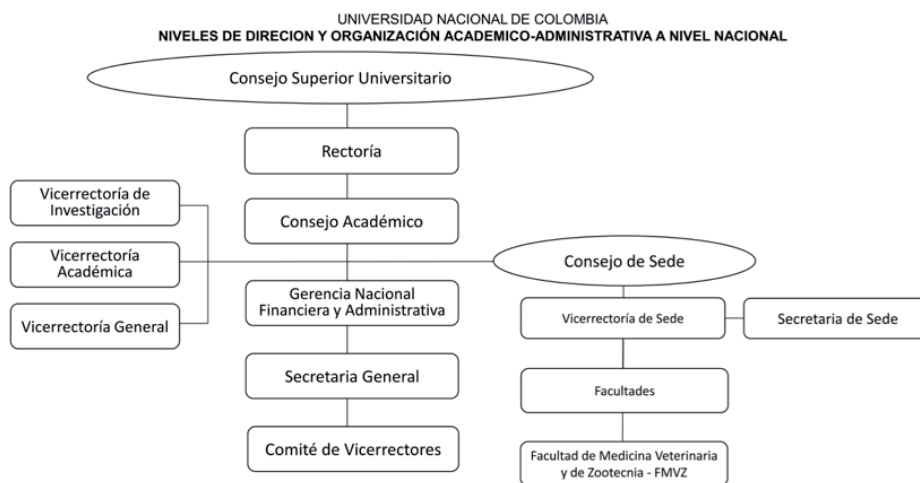 UNIVERSIDAD NACIONAL DE COLOMBIA
NIVELES DE DIRECION Y ORGANIZACIÓN ACADEMICO-ADMINISTRATIVA A NIVEL NACIONAL
Consejo Superior Universitario
Rectoría
Consejo Académico
Vicerrectoría de
Investigación
Vicerrectoría
Académica
Vicerrectoría General
Gerencia Nacional
Financiera y Administrativa
Secretaria General
Comité de Vicerrectores
Consejo de Sede
Vicerrectoría de Sede
Secretaria de Sede
Facultades
Facultad de Medicina Veterinaria
y de Zootecnia - FMVZ